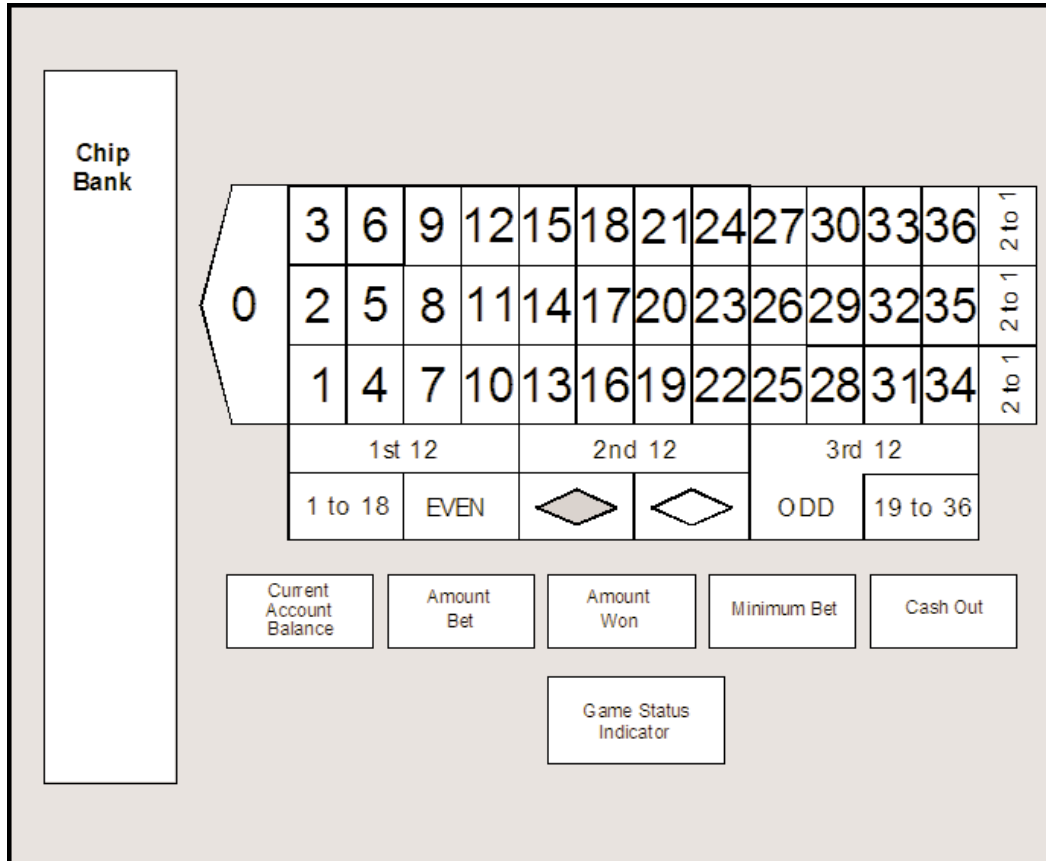 Chip
Bank
3 6 9 12 15 18 21 24 27 30 33 36 2 to 1
0 2 5 8 11 14 17 20 23 26 29 32 35 2 to 1
1 4 7 10 13 16 19 22 25 28 31 34 2 to 1
1st 12 2nd 12 3rd 12
1 to 18 EVEN ODD 19 to 36
Current
Account
Balance
Amount
Bet
Amount
Won
Minimum Bet
Cash Out
Game Status
Indicator